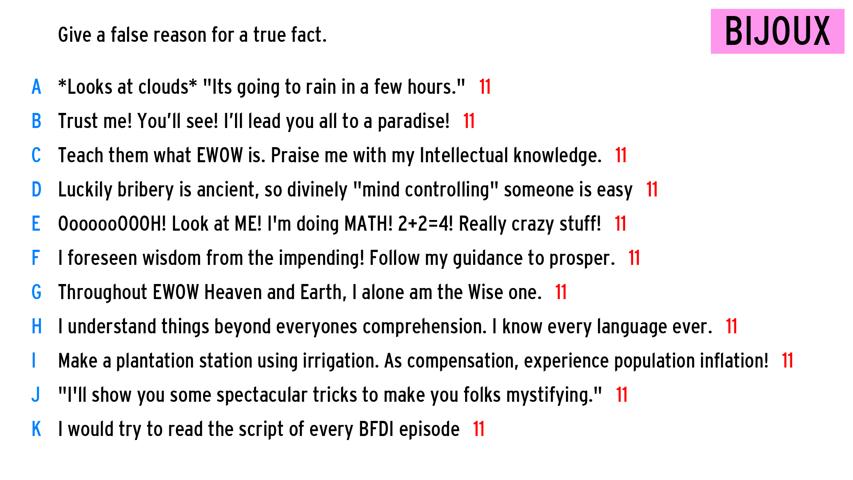 Give a false reason for a true fact.
BIJOUX
A *Looks at clouds* "Its going to rain in a few hours." 11
B Trust me! You'll see! I'll lead you all to a paradise! 11
C Teach them what EWOW is. Praise me with my Intellectual knowledge. 11
D Luckily bribery is ancient, so divinely "mind controlling" someone is easy 11
E OoooooOOOH! Look at ME! I'm doing MATH! 2+2=4! Really crazy stuff! 11
F I foreseen wisdom from the impending! Follow my guidance to prosper. 11
G Throughout EWOW Heaven and Earth, I alone am the Wise one. 11
H I understand things beyond everyones comprehension. I know every language ever. 11
I Make a plantation station using irrigation. As compensation, experience population inflation! 11
J "I'll show you some spectacular tricks to make you folks mystifying." 11
K I would try to read the script of every BFDI episode 11